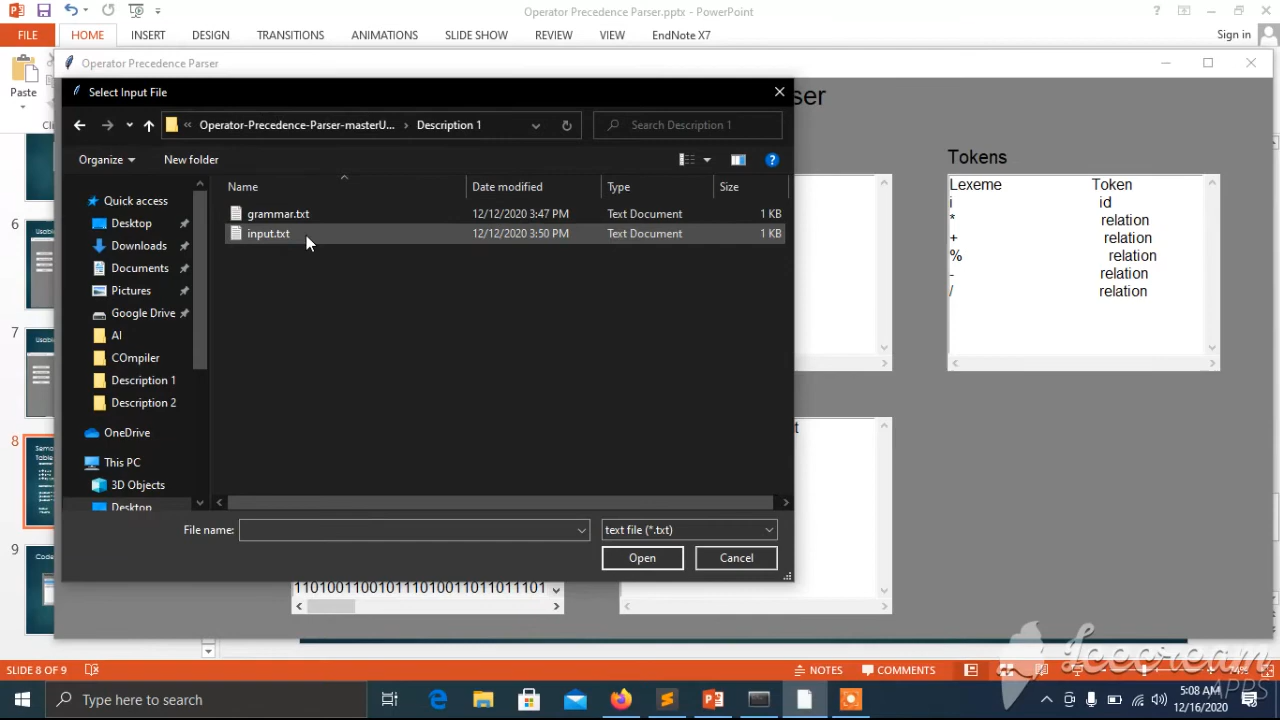 Operator Precedence Parser.pptx - PowerPoint
FILE HOME INSERT DESIGN TRANSITIONS ANIMATIONS SLIDE SHOW REVIEW VIEW EndNote X7 Sign in
Paste
Operator Precedence Parser
Select Input File
Operator-Precedence-Parser-masterU... Description 1
Search Description 1
Organize New folder
Name Date modified Type Size
grammar.txt 12/12/2020 3:47 PM Text Document 1 KB
input.txt 12/12/2020 3:50 PM Text Document 1 KB
Quick access
Desktop
Downloads
Documents
Pictures
Google Drive
AI
COmpiler
Description 1
Description 2
OneDrive
This PC
3D Objects
Desktop
File name: text file (*.txt)
Open Cancel
ser
Tokens
Lexeme Token
i id
* relation
+ relation
% relation
- relation
/ relation
t
110100110010111010011011011101
6
7
8
9
SLIDE 8 OF 9 NOTES COMMENTS
Icecream
APPS
Type here to search
5:08 AM
12/16/2020